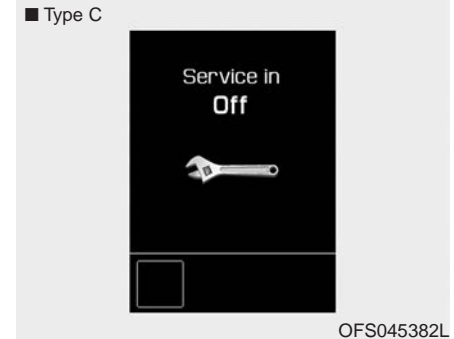 ■ Type C
Service in
Off
OFS045382L